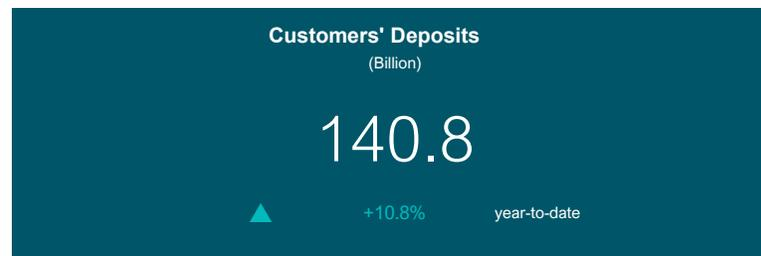 Customers' Deposits
(Billion)
140.8
+10.8% year-to-date